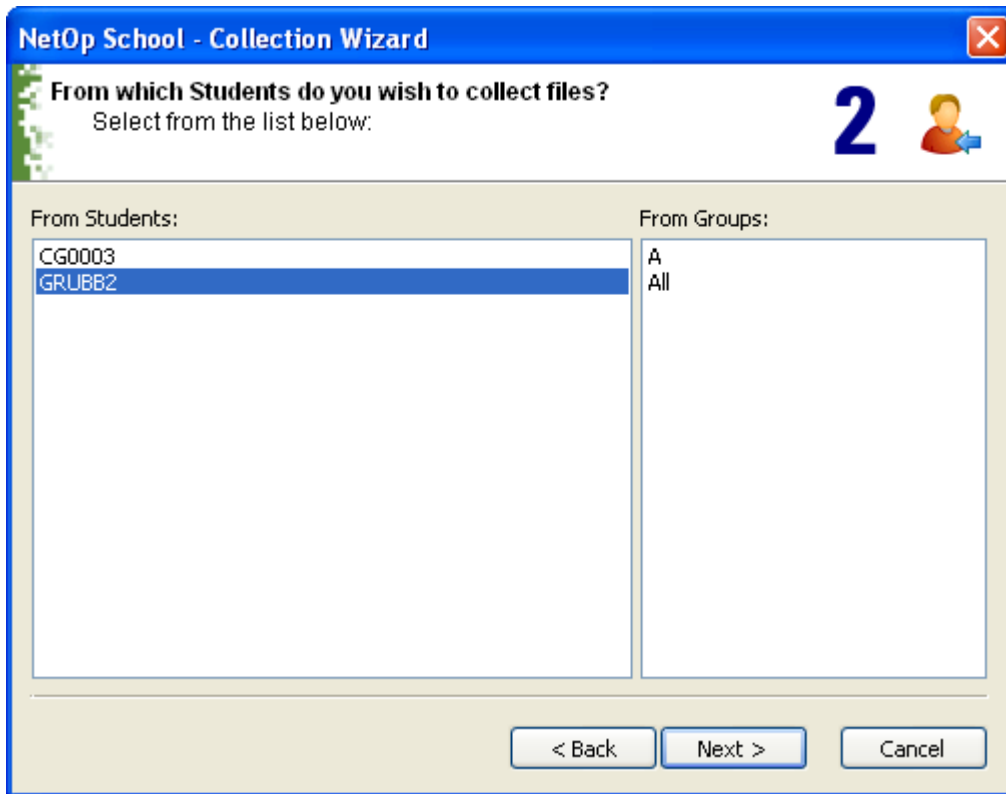 NetOp School - Collection Wizard
From which Students do you wish to collect files?
Select from the list below:
2
From Students:
CG0003
GRUBB2
From Groups:
A
All
< Back
Next >
Cancel